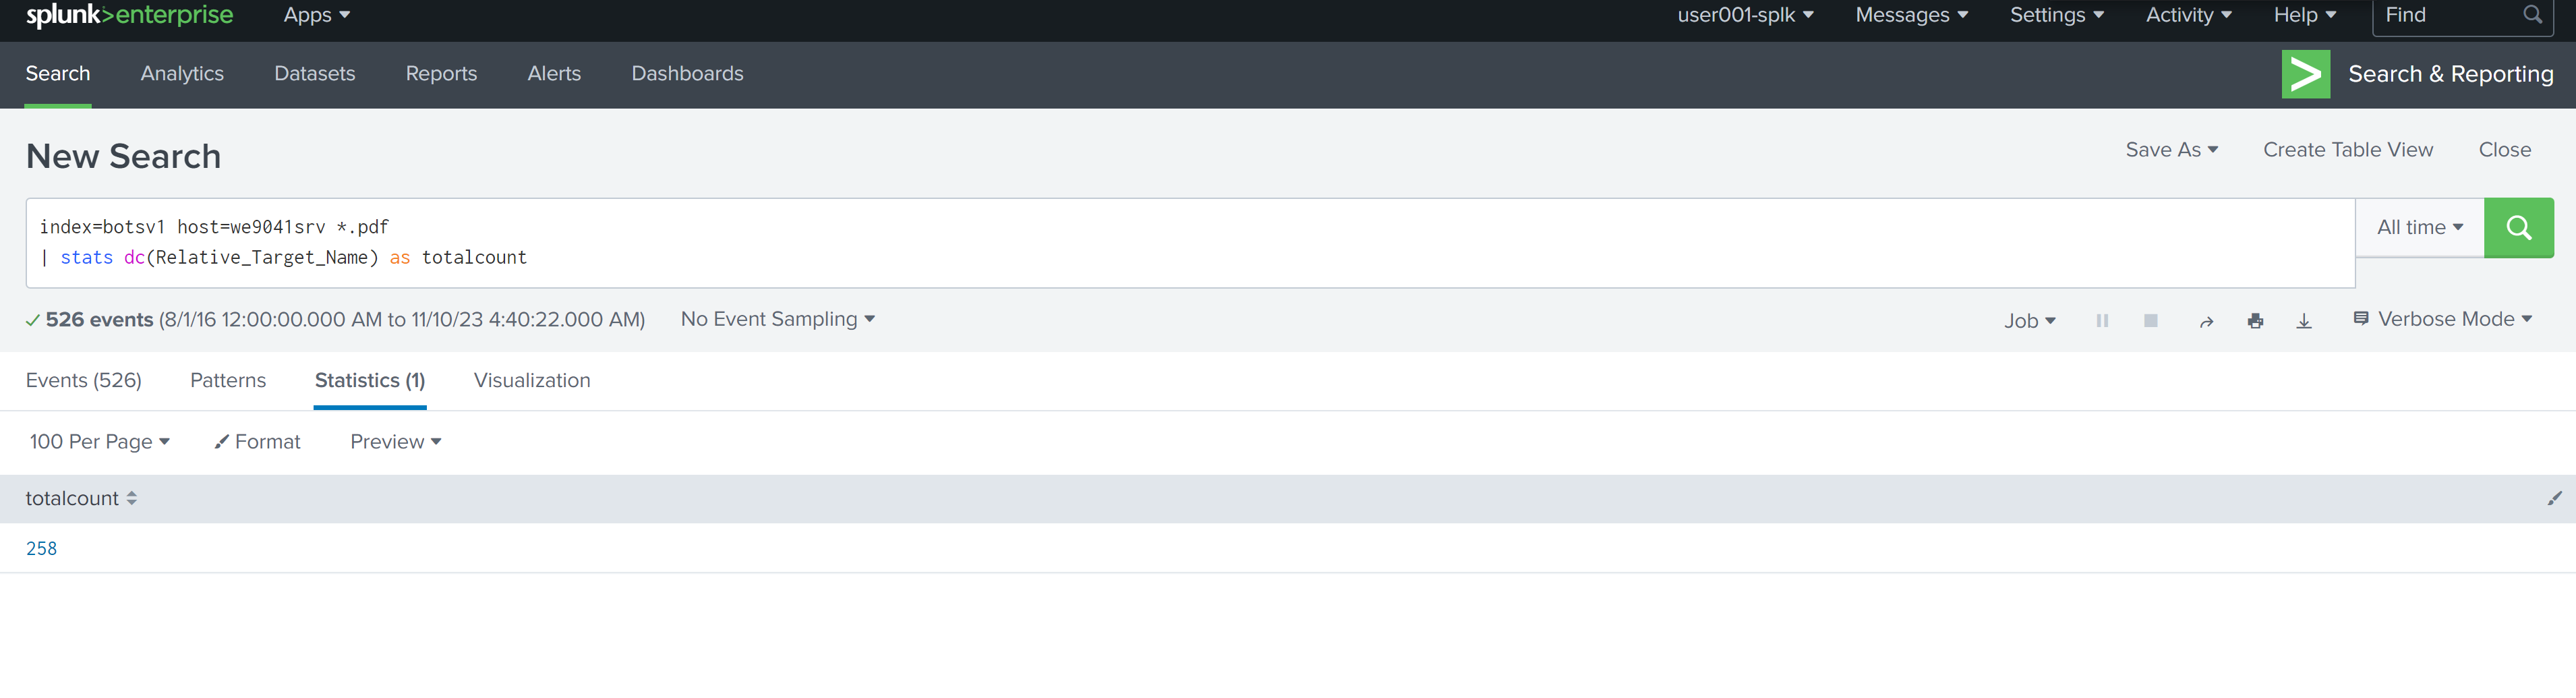 splunk>enterprise Apps user001-splk Messages Settings Activity Help Find
Search Analytics Datasets Reports Alerts Dashboards Search & Reporting
New Search Save As Create Table View Close
index=botsv1 host=we9041srv *.pdf All time
| stats dc(Relative_Target_Name) as totalcount
526 events (8/1/16 12:00:00.000 AM to 11/10/23 4:40:22.000 AM) No Event Sampling Job Verbose Mode
Events (526) Patterns Statistics (1) Visualization
100 Per Page Format Preview
totalcount
258